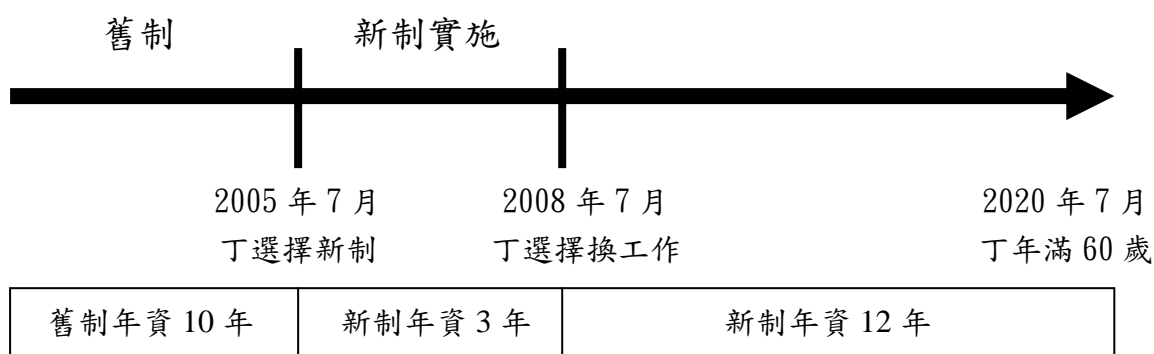 舊制 新制實施
2005 年 7 月 2008 年 7 月 2020 年 7 月
丁選擇新制 丁選擇換工作 丁年滿 60 歲
舊制年資 10 年 新制年資 3 年 新制年資 12 年